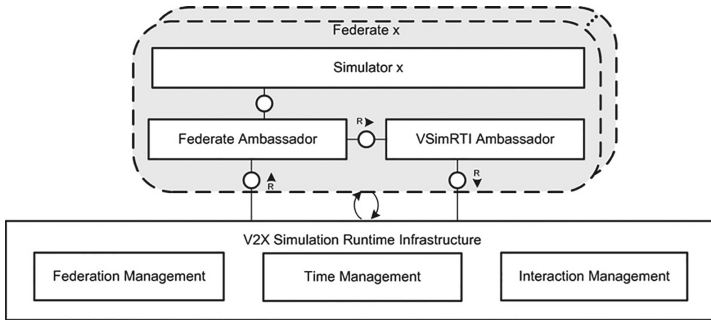 Federate x
Simulator x
R
Federate Ambassador
VSimRTI Ambassador
R
R
V2X Simulation Runtime Infrastructure
Federation Management
Time Management
Interaction Management